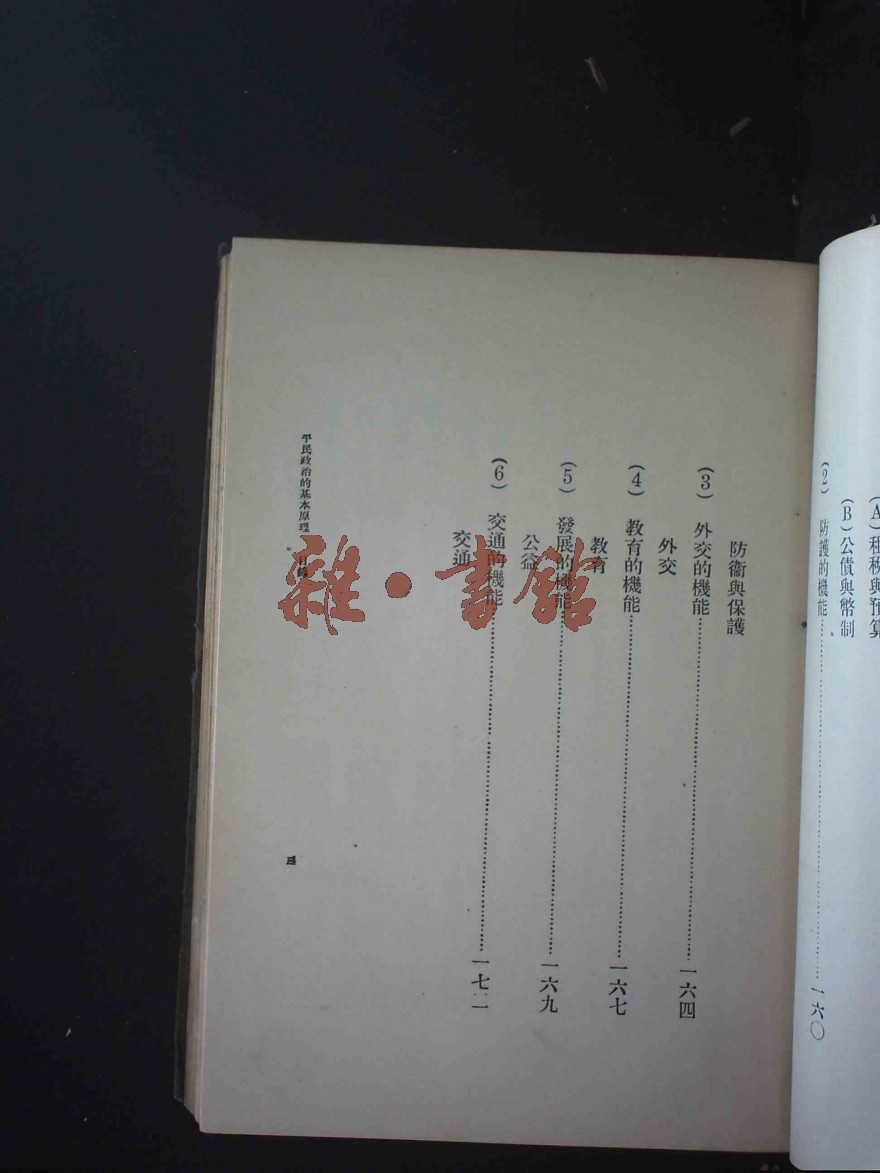 (A)租稅與預算
(B)公債與幣制
(2) 防護的機能……一六〇
防衞與保護
(3) 外交的機能……一六四
外交
(4) 教育的機能……一六七
教育
(5) 發展的機能……一六九
公益
(6) 交通的機能……一七二
交通
平民政治的基本原理 目錄
三
雜·書館